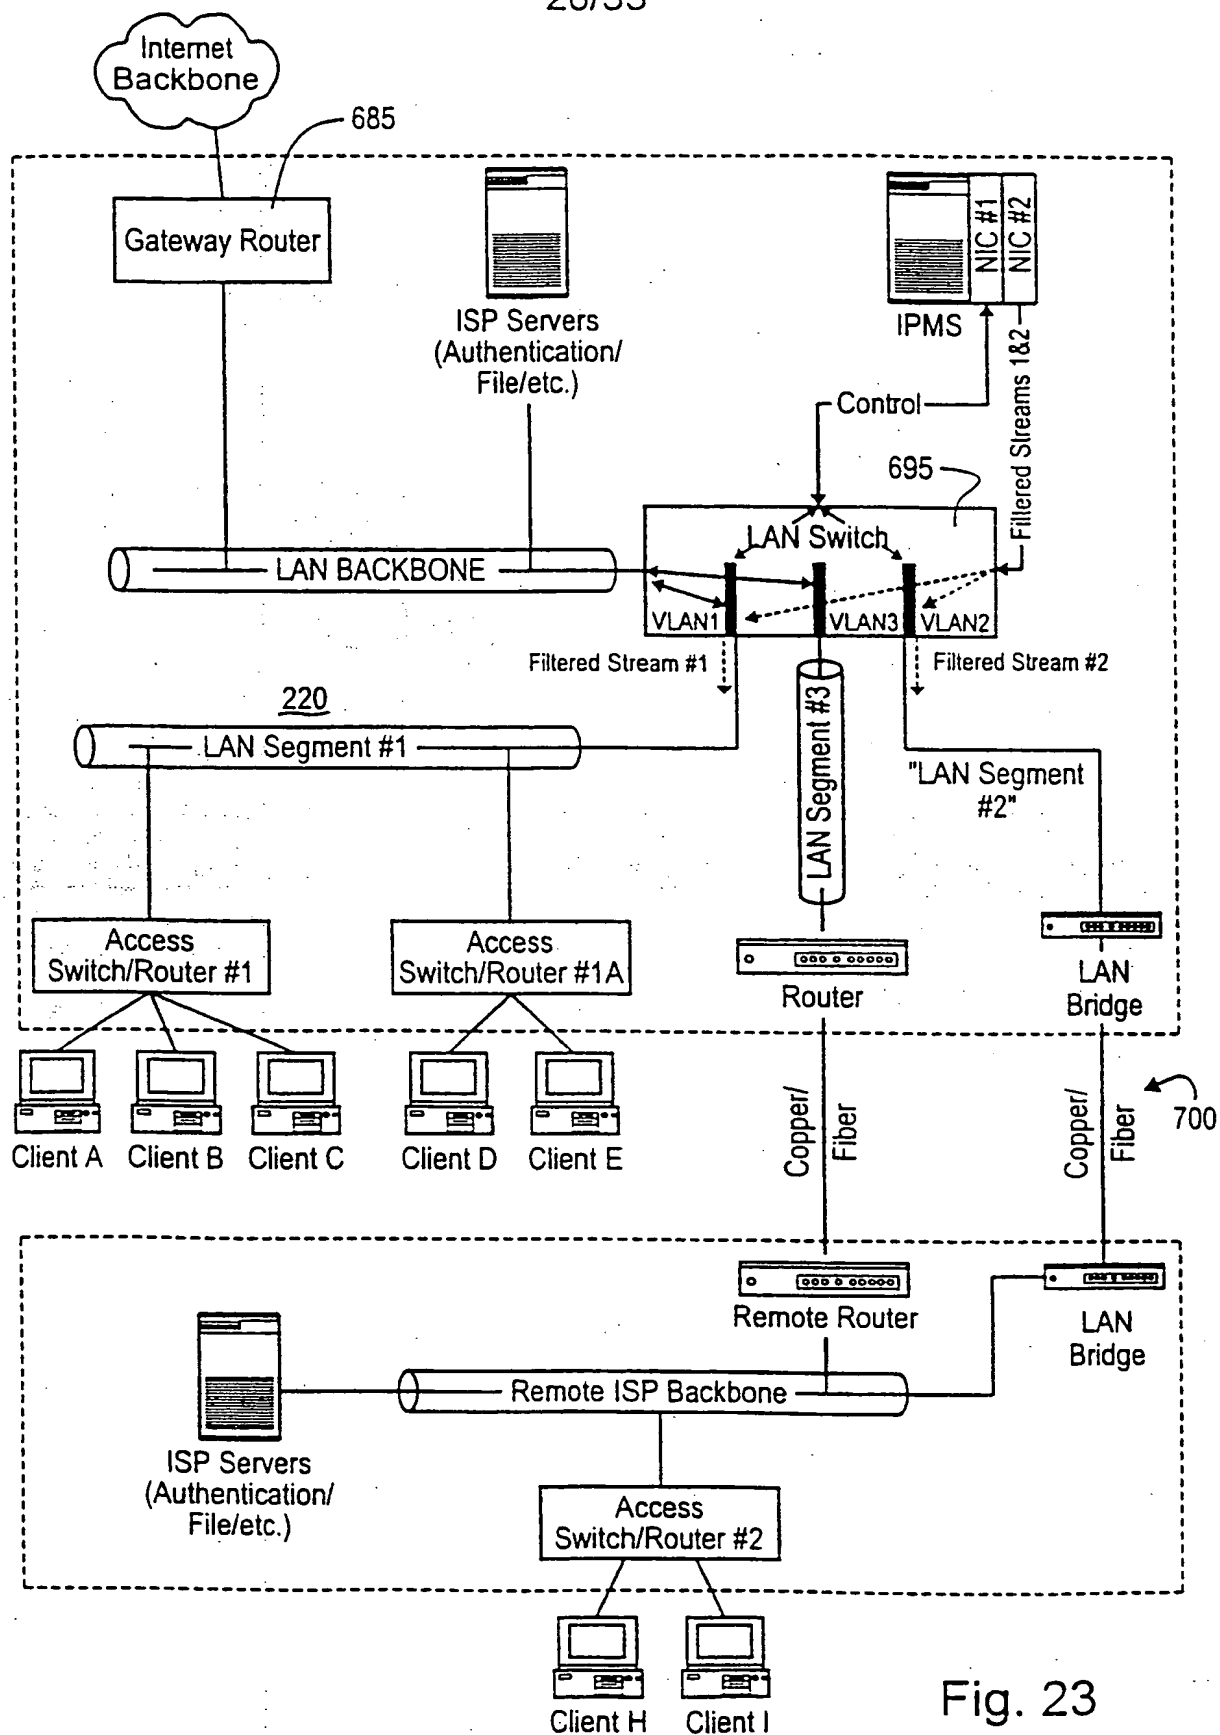 Internet
Backbone
685
Gateway Router
ISP Servers
(Authentication/
File/etc.)
NIC #1
NIC #2
IPMS
Filtered Streams 1&2
Control
695
LAN Switch
LAN BACKBONE
VLAN1
VLAN3
VLAN2
Filtered Stream #1
Filtered Stream #2
220
LAN Segment #1
LAN Segment #3
"LAN Segment
#2"
Access
Switch/Router #1
Access
Switch/Router #1A
Router
LAN
Bridge
Client A
Client B
Client C
Client D
Client E
Copper/
Fiber
Copper/
Fiber
700
Remote Router
LAN
Bridge
Remote ISP Backbone
ISP Servers
(Authentication/
File/etc.)
Access
Switch/Router #2
Client H
Client I
Fig. 23